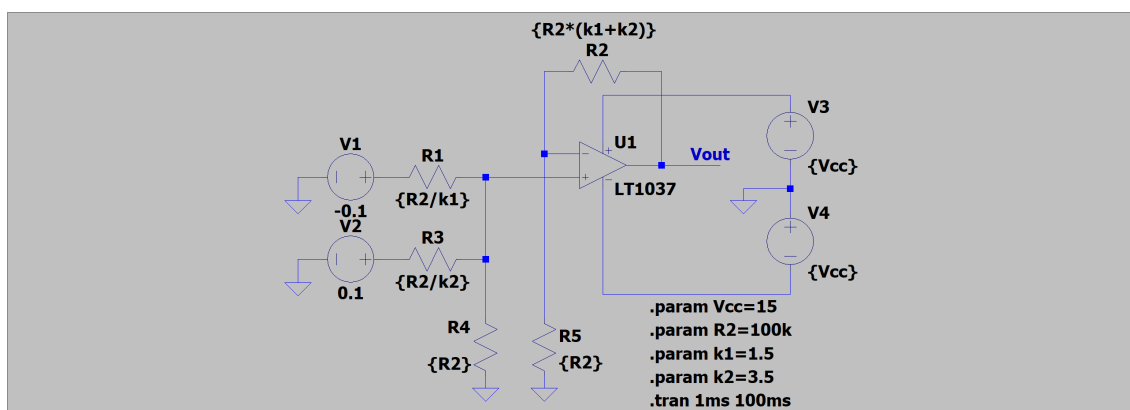 {R2*(k1+k2)}
R2
V3
{Vcc}
U1
LT1037
Vout
V1
-0.1
R1
{R2/k1}
V2
0.1
R3
{R2/k2}
V4
{Vcc}
R4
{R2}
R5
{R2}
.param Vcc=15
.param R2=100k
.param k1=1.5
.param k2=3.5
.tran 1ms 100ms